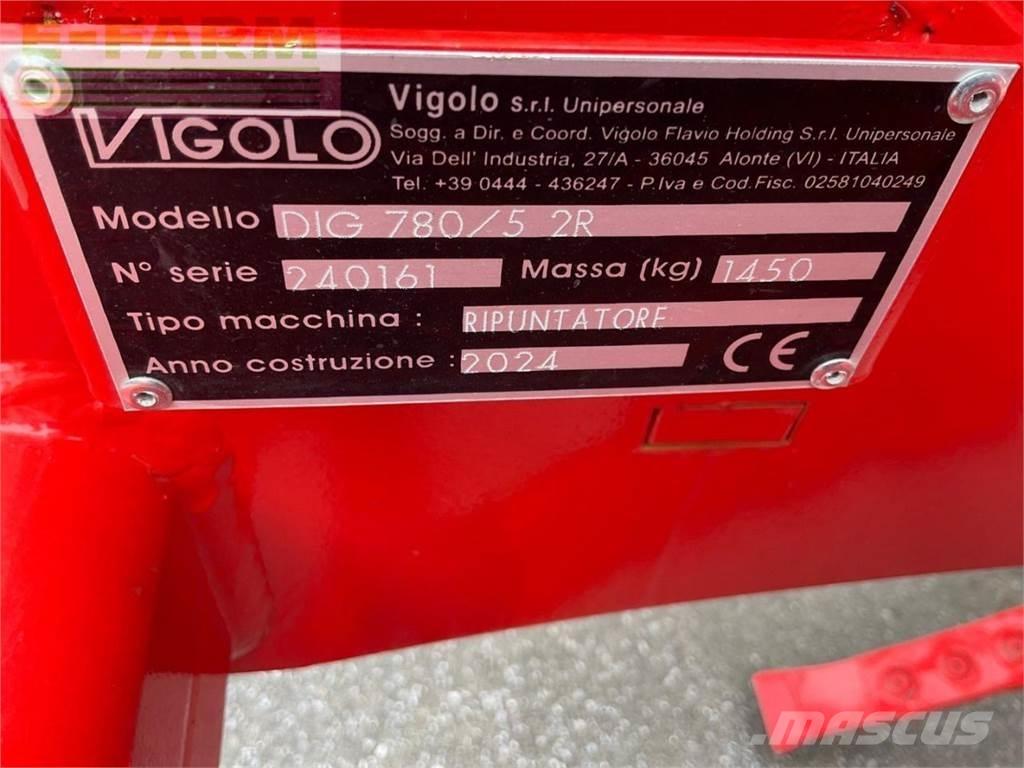 E-FARM
VIGOLO
Vigolo S.r.l. Unipersonale
Sogg. a Dir. e Coord. Vigolo Flavio Holding S.r.l. Unipersonale
Via Dell' Industria, 27/A - 36045 Alonte (VI) - ITALIA
Tel. +39 0444 - 436247 - P.Iva e Cod.Fisc. 02581040249
Modello DIG 780/5 2R
N° serie 240161 Massa (kg) 1450
Tipo macchina : RIPUNTATORE
Anno costruzione : 2024 CE
MASCUS